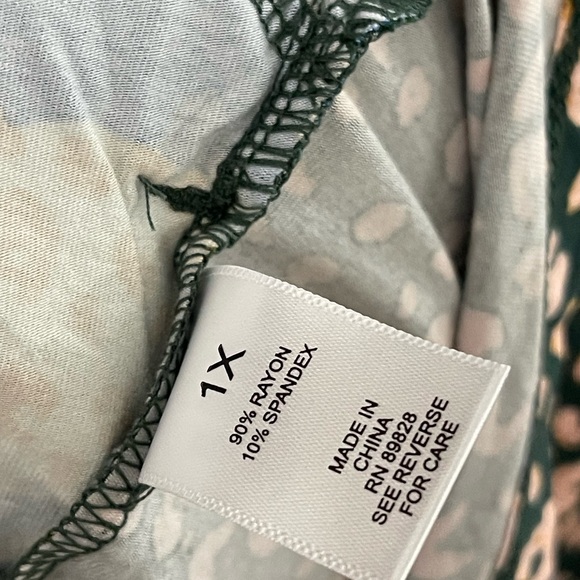 1X
90% RAYON
10% SPANDEX
MADE IN
CHINA
RN 89828
SEE REVERSE
FOR CARE